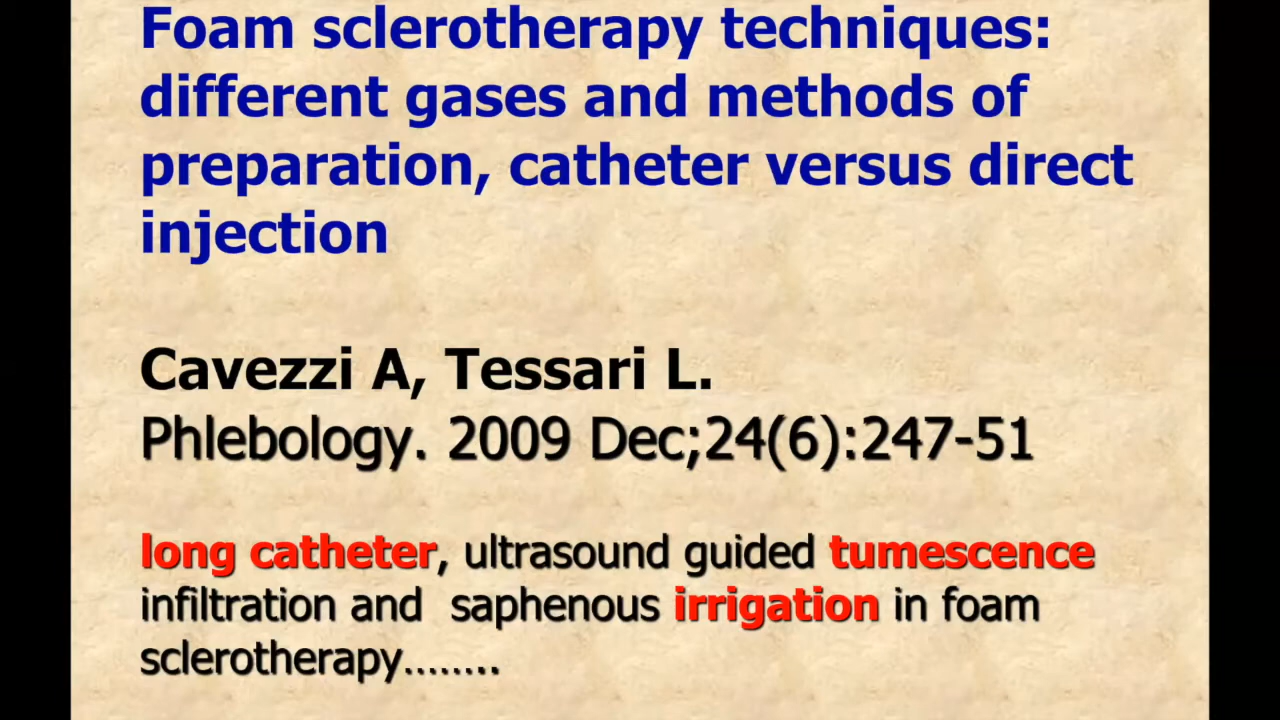 Foam sclerotherapy techniques:
different gases and methods of
preparation, catheter versus direct
injection
Cavezzi A, Tessari L.
Phlebology. 2009 Dec;24(6):247-51
long catheter, ultrasound guided tumescence
infiltration and saphenous irrigation in foam
sclerotherapy........